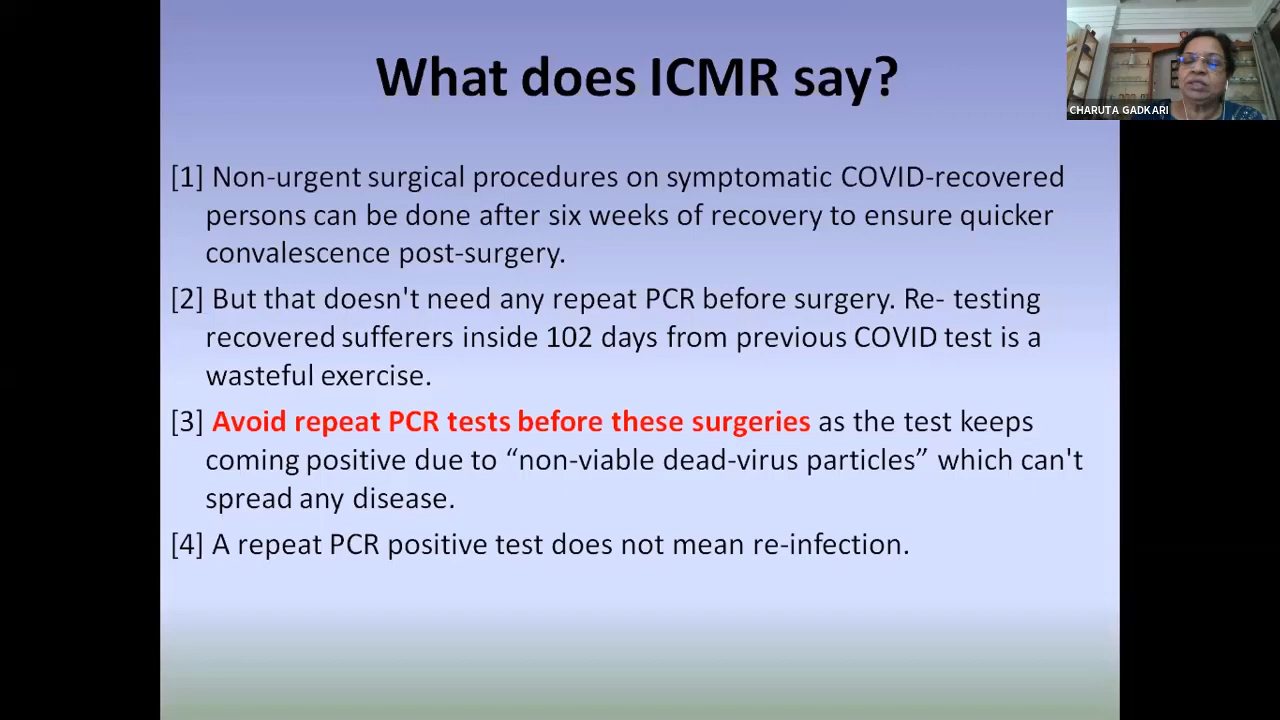 What does ICMR say?
CHARUTA GADKARI
[1] Non-urgent surgical procedures on symptomatic COVID-recovered
persons can be done after six weeks of recovery to ensure quicker
convalescence post-surgery.
[2] But that doesn't need any repeat PCR before surgery. Re- testing
recovered sufferers inside 102 days from previous COVID test is a
wasteful exercise.
[3] Avoid repeat PCR tests before these surgeries as the test keeps
coming positive due to “non-viable dead-virus particles” which can't
spread any disease.
[4] A repeat PCR positive test does not mean re-infection.